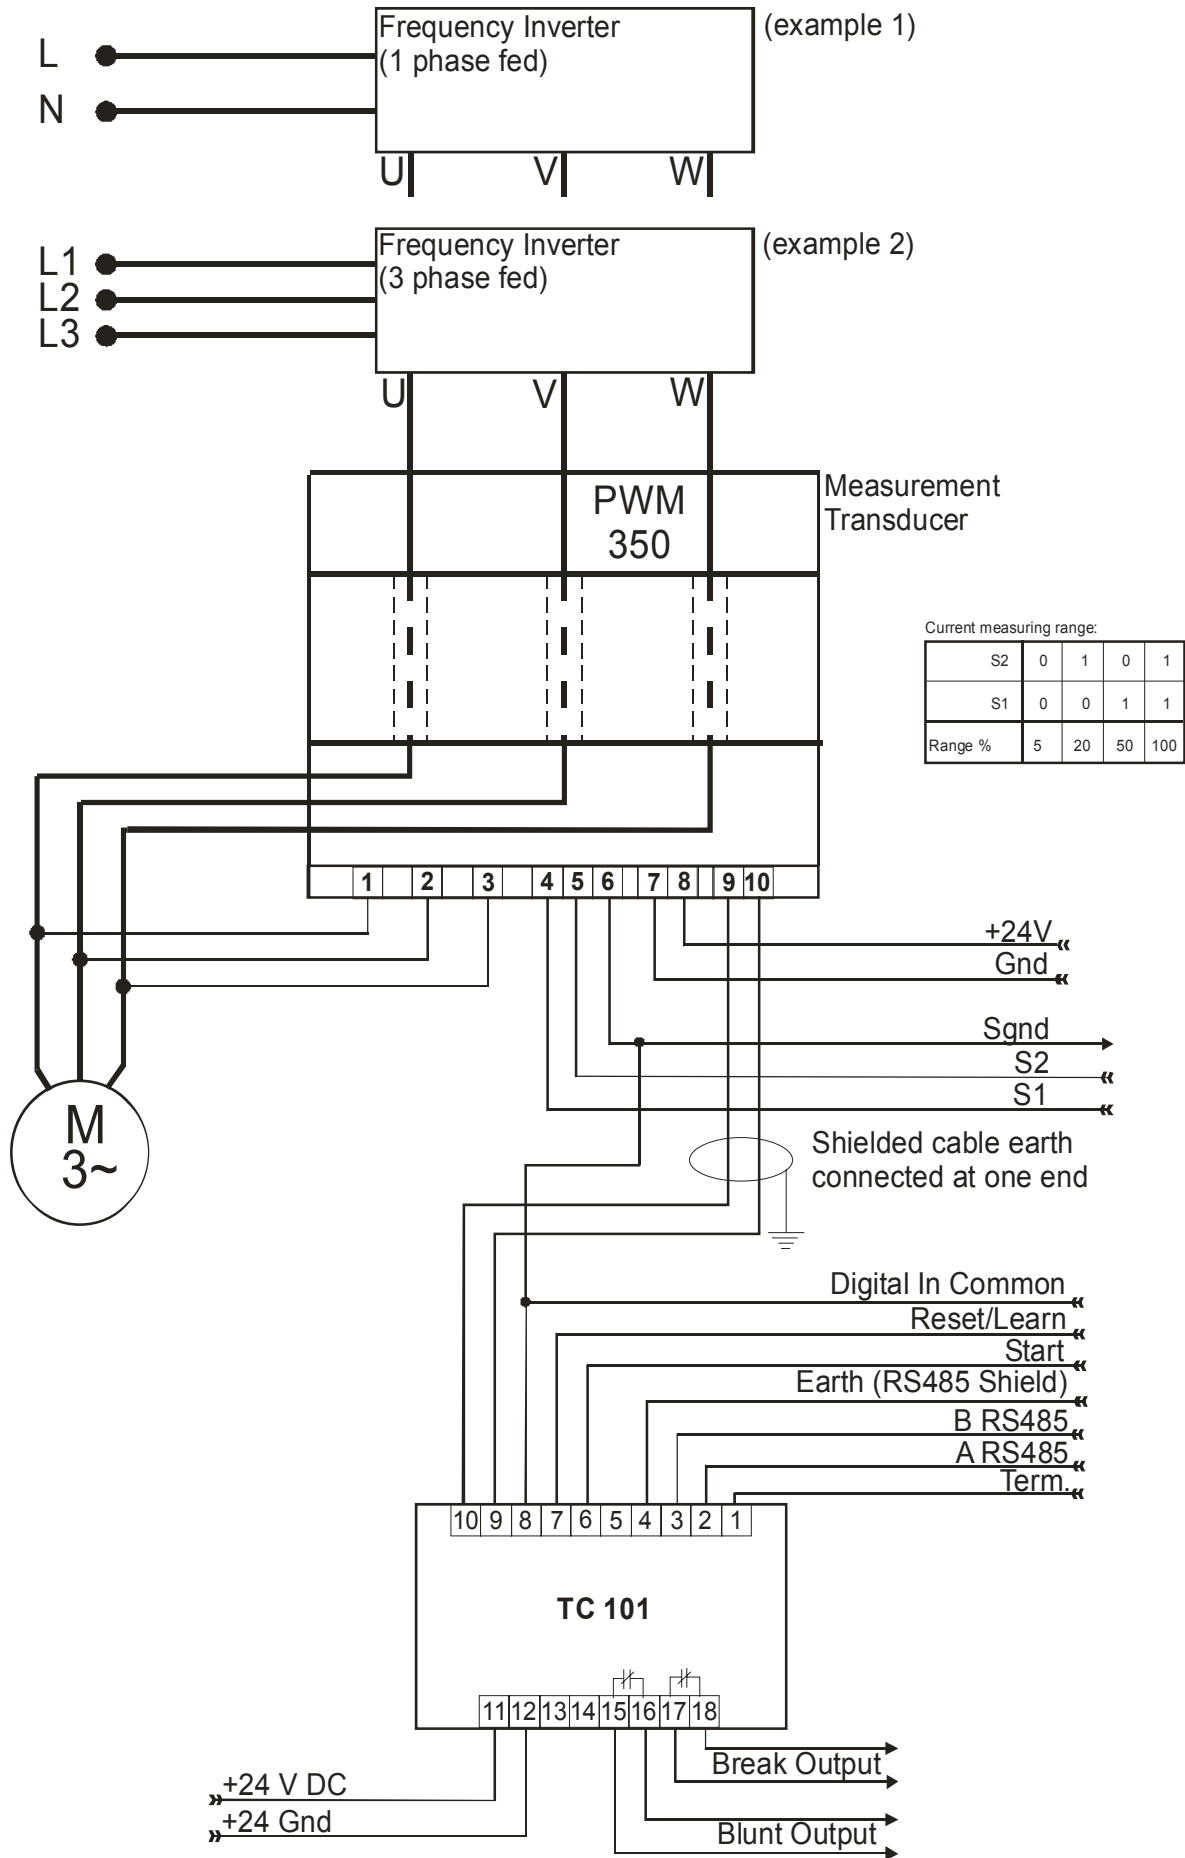 Frequency Inverter
(1 phase fed)
(example 1)
L
N
U V W
Frequency Inverter
(3 phase fed)
(example 2)
L1
L2
L3
U V W
PWM
350
Measurement
Transducer
Current measuring range:
S2 0 1 0 1
S1 0 0 1 1
Range % 5 20 50 100
1 2 3 4 5 6 7 8 9 10
+24V
Gnd
Sgnd
S2
S1
M
3~
Shielded cable earth
connected at one end
Digital In Common
Reset/Learn
Start
Earth (RS485 Shield)
B RS485
A RS485
Term.
10 9 8 7 6 5 4 3 2 1
TC 101
11 12 13 14 15 16 17 18
Break Output
+24 V DC
+24 Gnd
Blunt Output